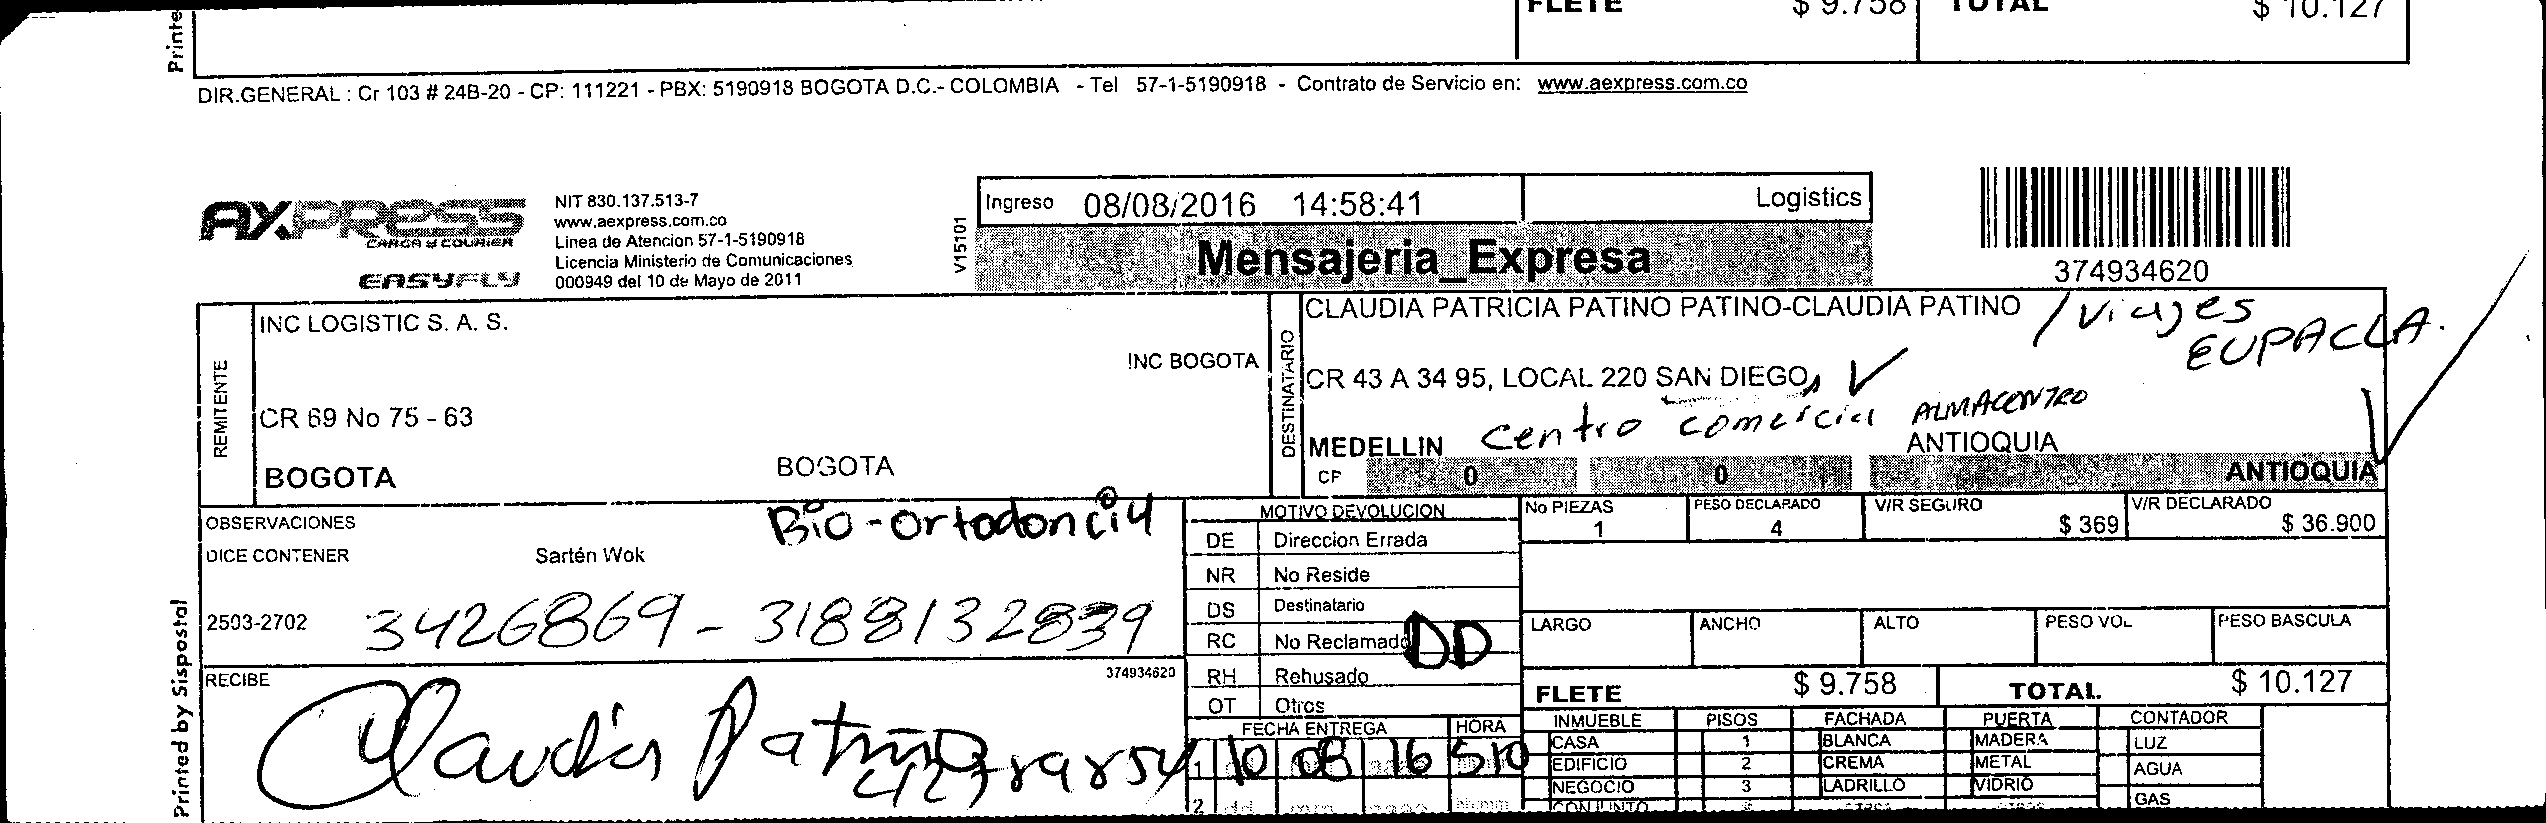 FLETE $ 9.758 TOTAL $ 10.127
DIR.GENERAL : Cr 103 # 24B-20 - CP: 111221 - PBX: 5190918 BOGOTA D.C.- COLOMBIA - Tel 57-1-5190918 - Contrato de Servicio en: www.aexpress.com.co
AXPRESS
CARGA Y COURIER
EASYFLY
NIT 830.137.513-7
www.aexpress.com.co
Linea de Atencion 57-1-5190918
Licencia Ministerio de Comunicaciones
000949 del 10 de Mayo de 2011
V15101
Ingreso 08/08/2016 14:58:41 Logistics
Mensajeria_Expresa
374934620
REMITENTE
INC LOGISTIC S. A. S.
INC BOGOTA
CR 69 No 75 - 63
BOGOTA BOGOTA
DESTINATARIO
CLAUDIA PATRICIA PATINO PATINO-CLAUDIA PATINO / Viajes
EUPACLA.
CR 43 A 34 95, LOCAL 220 SAN DIEGO
centro comercial ALMACENTRO
MEDELLIN ANTIOQUIA
CP 0 0 ANTIOQUIA
OBSERVACIONES Bio-ortodoncia
DICE CONTENER Sartén Wok
2503-2702 3426869 - 3188132839
RECIBE 374934620
Claudia Patiño
MOTIVO DEVOLUCION
DE Direccion Errada
NR No Reside
DS Destinatario
RC No Reclamado DD
RH Rehusado
OT Otros
FECHA ENTREGA HORA
1 10 08 16 510
2 dd mm aaaa hh:mm
No PIEZAS PESO DECLARADO V/R SEGURO V/R DECLARADO
1 4 $ 369 $ 36.900
LARGO ANCHO ALTO PESO VOL PESO BASCULA
FLETE $ 9.758 TOTAL $ 10.127
INMUEBLE PISOS FACHADA PUERTA CONTADOR
CASA 1 BLANCA MADERA LUZ
EDIFICIO 2 CREMA METAL AGUA
NEGOCIO 3 LADRILLO VIDRIO GAS
CONJUNTO
Printed by Sispostal
Printe